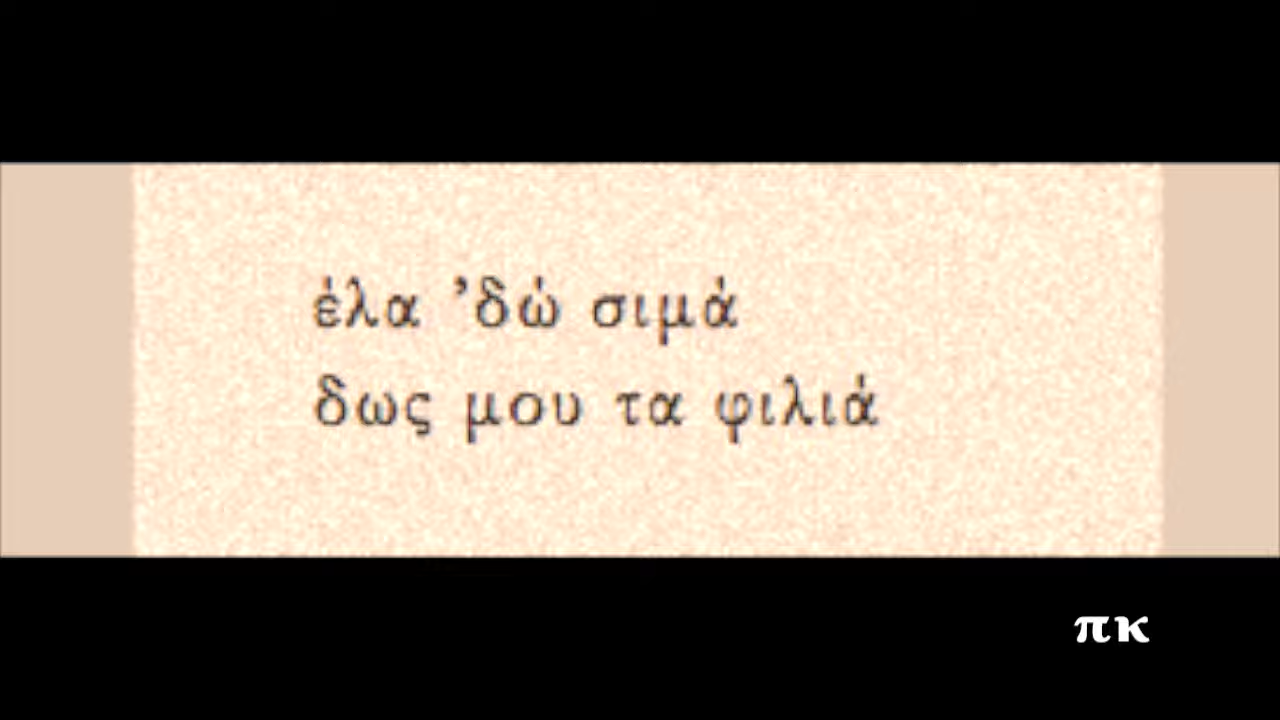 έλα ’δώ σιμά
δως μου τα φιλιά
πκ